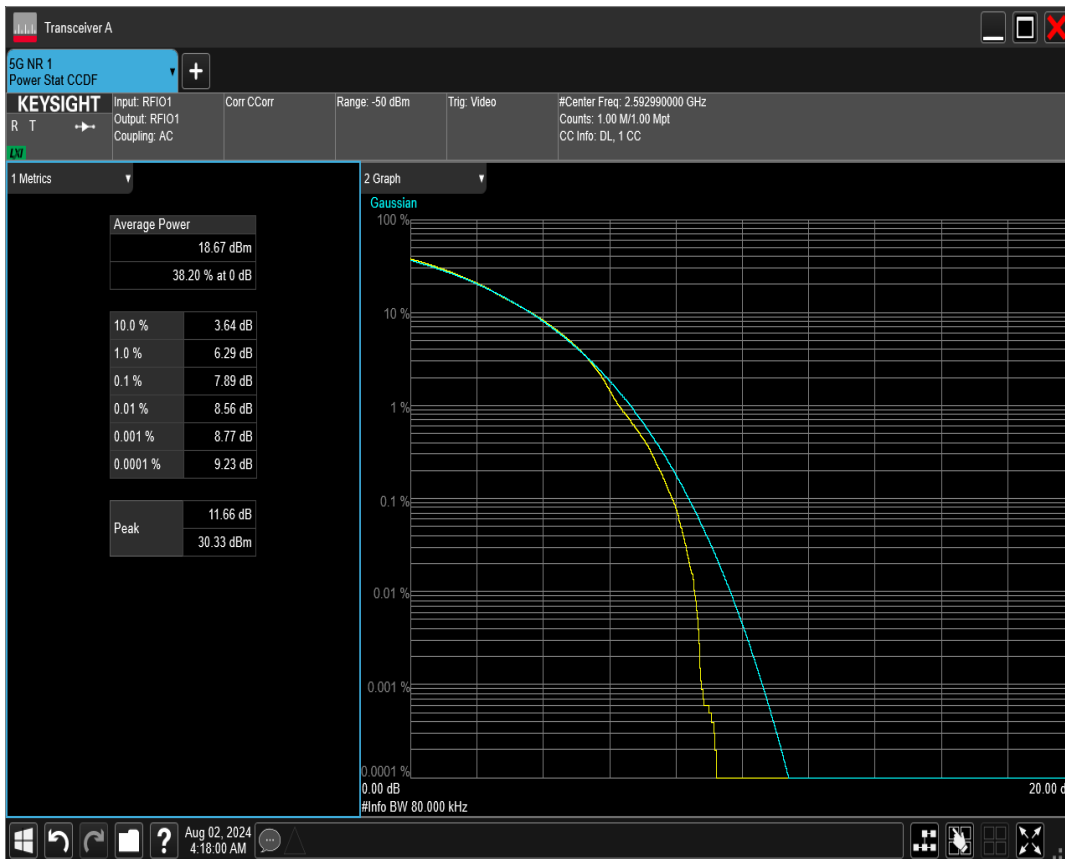 Transceiver A
5G NR 1
Power Stat CCDF
KEYSIGHT
R T
LXI
Input: RFIO1
Output: RFIO1
Coupling: AC
Corr CCorr
Range: -50 dBm
Trig: Video
#Center Freq: 2.592990000 GHz
Counts: 1.00 M/1.00 Mpt
CC Info: DL, 1 CC
1 Metrics
Average Power
18.67 dBm
38.20 % at 0 dB
10.0 % 3.64 dB
1.0 % 6.29 dB
0.1 % 7.89 dB
0.01 % 8.56 dB
0.001 % 8.77 dB
0.0001 % 9.23 dB
Peak
11.66 dB
30.33 dBm
2 Graph
Gaussian
100 %
10 %
1 %
0.1 %
0.01 %
0.001 %
0.0001 %
0.00 dB 20.00 d
#Info BW 80.000 kHz
?
Aug 02, 2024
4:18:00 AM